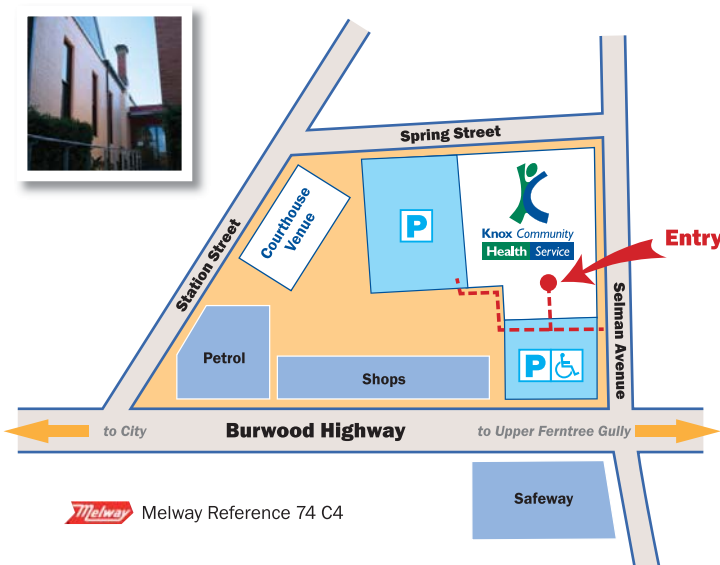 Spring Street
P
Knox Community
Health Service
Entry
Courthouse
Venue
Station Street
Selman Avenue
Petrol
Shops
P
to City
Burwood Highway
to Upper Ferntree Gully
Safeway
Melway Melway Reference 74 C4